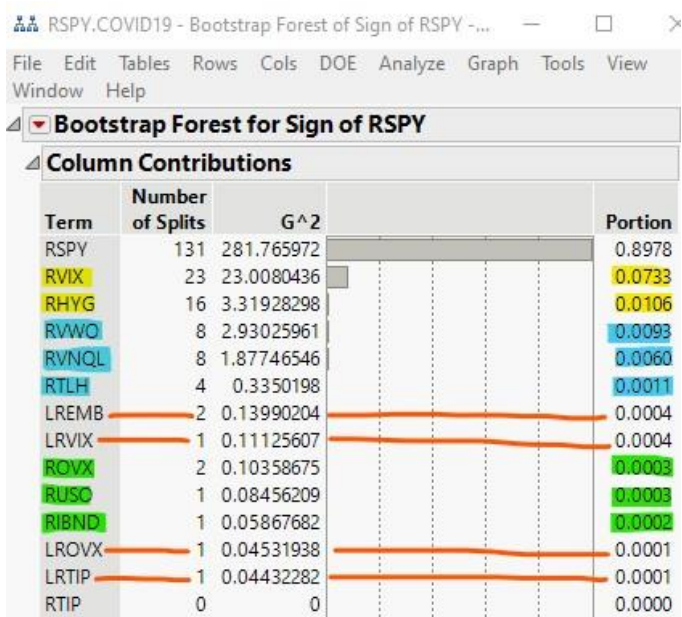 RSPY.COVID19 - Bootstrap Forest of Sign of RSPY -...
File Edit Tables Rows Cols DOE Analyze Graph Tools View
Window Help
Bootstrap Forest for Sign of RSPY
Column Contributions
Number
Term of Splits G^2 Portion
RSPY 131 281.765972 0.8978
RVIX 23 23.0080436 0.0733
RHYG 16 3.31928298 0.0106
RVWO 8 2.93025961 0.0093
RVNQL 8 1.87746546 0.0060
RTLH 4 0.3350198 0.0011
LREMB 2 0.13990204 0.0004
LRVIX 1 0.11125607 0.0004
ROVX 2 0.10358675 0.0003
RUSO 1 0.08456209 0.0003
RIBND 1 0.05867682 0.0002
LROVX 1 0.04531938 0.0001
LRTIP 1 0.04432282 0.0001
RTIP 0 0 0.0000